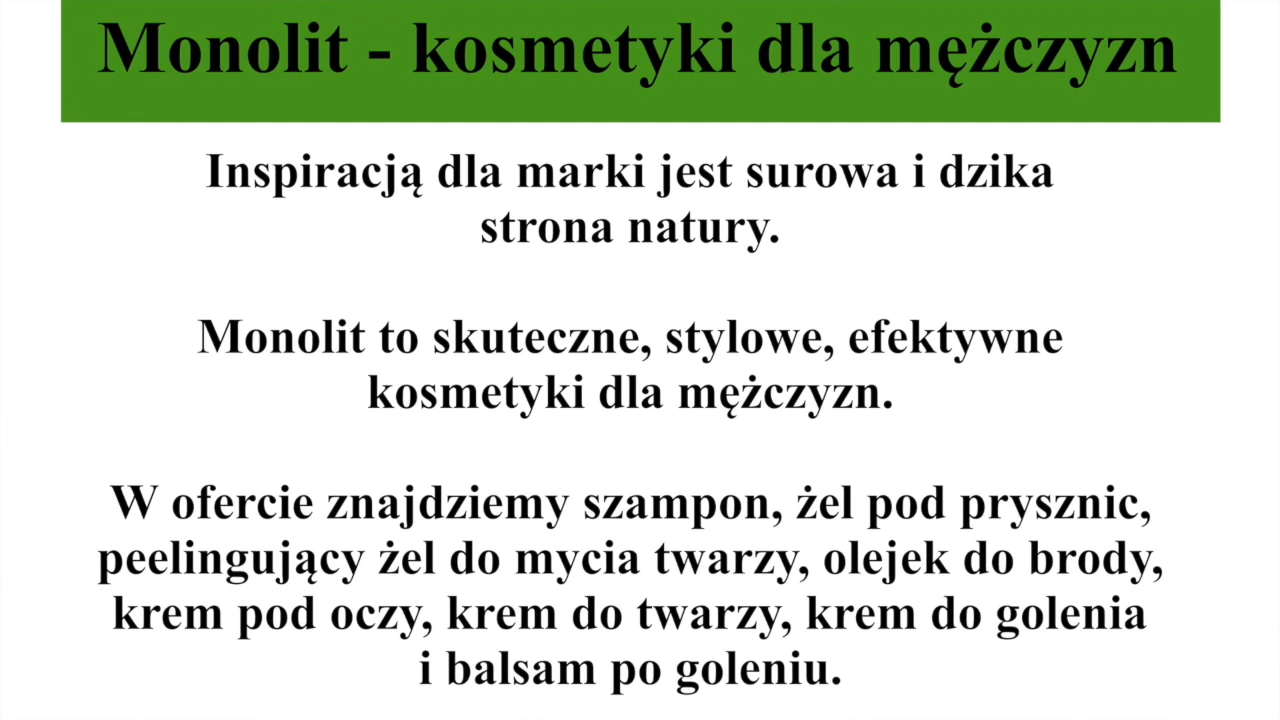 Monolit - kosmetyki dla mężczyzn
Inspiracją dla marki jest surowa i dzika
strona natury.
Monolit to skuteczne, stylowe, efektywne
kosmetyki dla mężczyzn.
W ofercie znajdziemy szampon, żel pod prysznic,
peelingujący żel do mycia twarzy, olejek do brody,
krem pod oczy, krem do twarzy, krem do golenia
i balsam po goleniu.